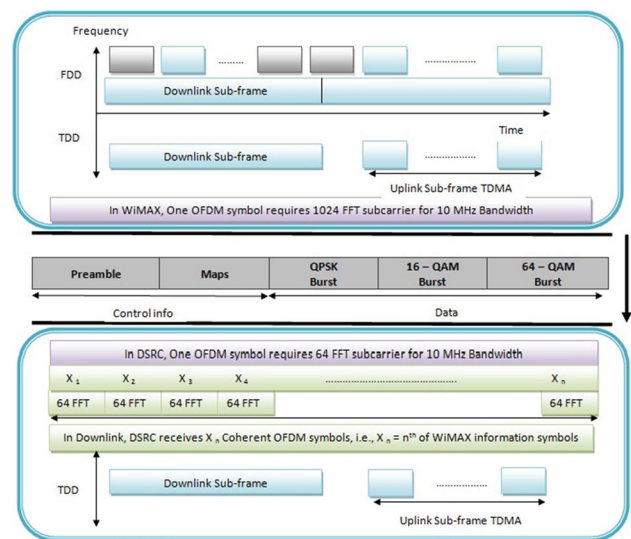 Frequency
FDD
.........
Downlink Sub-frame
Time
TDD
Downlink Sub-frame
Uplink Sub-frame TDMA
In WiMAX, One OFDM symbol requires 1024 FFT subcarrier for 10 MHz Bandwidth
Preamble Maps QPSK Burst 16 – QAM Burst 64 – QAM Burst
Control info Data
In DSRC, One OFDM symbol requires 64 FFT subcarrier for 10 MHz Bandwidth
X 1 X 2 X 3 X 4 X n
64 FFT 64 FFT 64 FFT 64 FFT 64 FFT
In Downlink, DSRC receives X n Coherent OFDM symbols, i.e., X n = nth of WiMAX information symbols
TDD
Downlink Sub-frame
Uplink Sub-frame TDMA